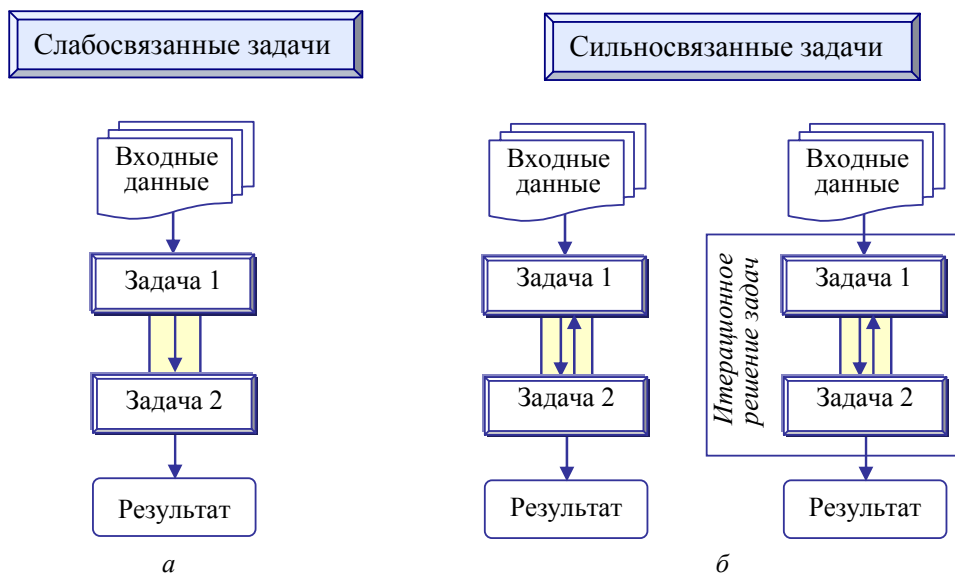 Слабосвязанные задачи
Входные
данные
Задача 1
Задача 2
Результат
а
Сильносвязанные задачи
Входные
данные
Задача 1
Задача 2
Результат
Входные
данные
Итерационное
решение задач
Задача 1
Задача 2
Результат
б